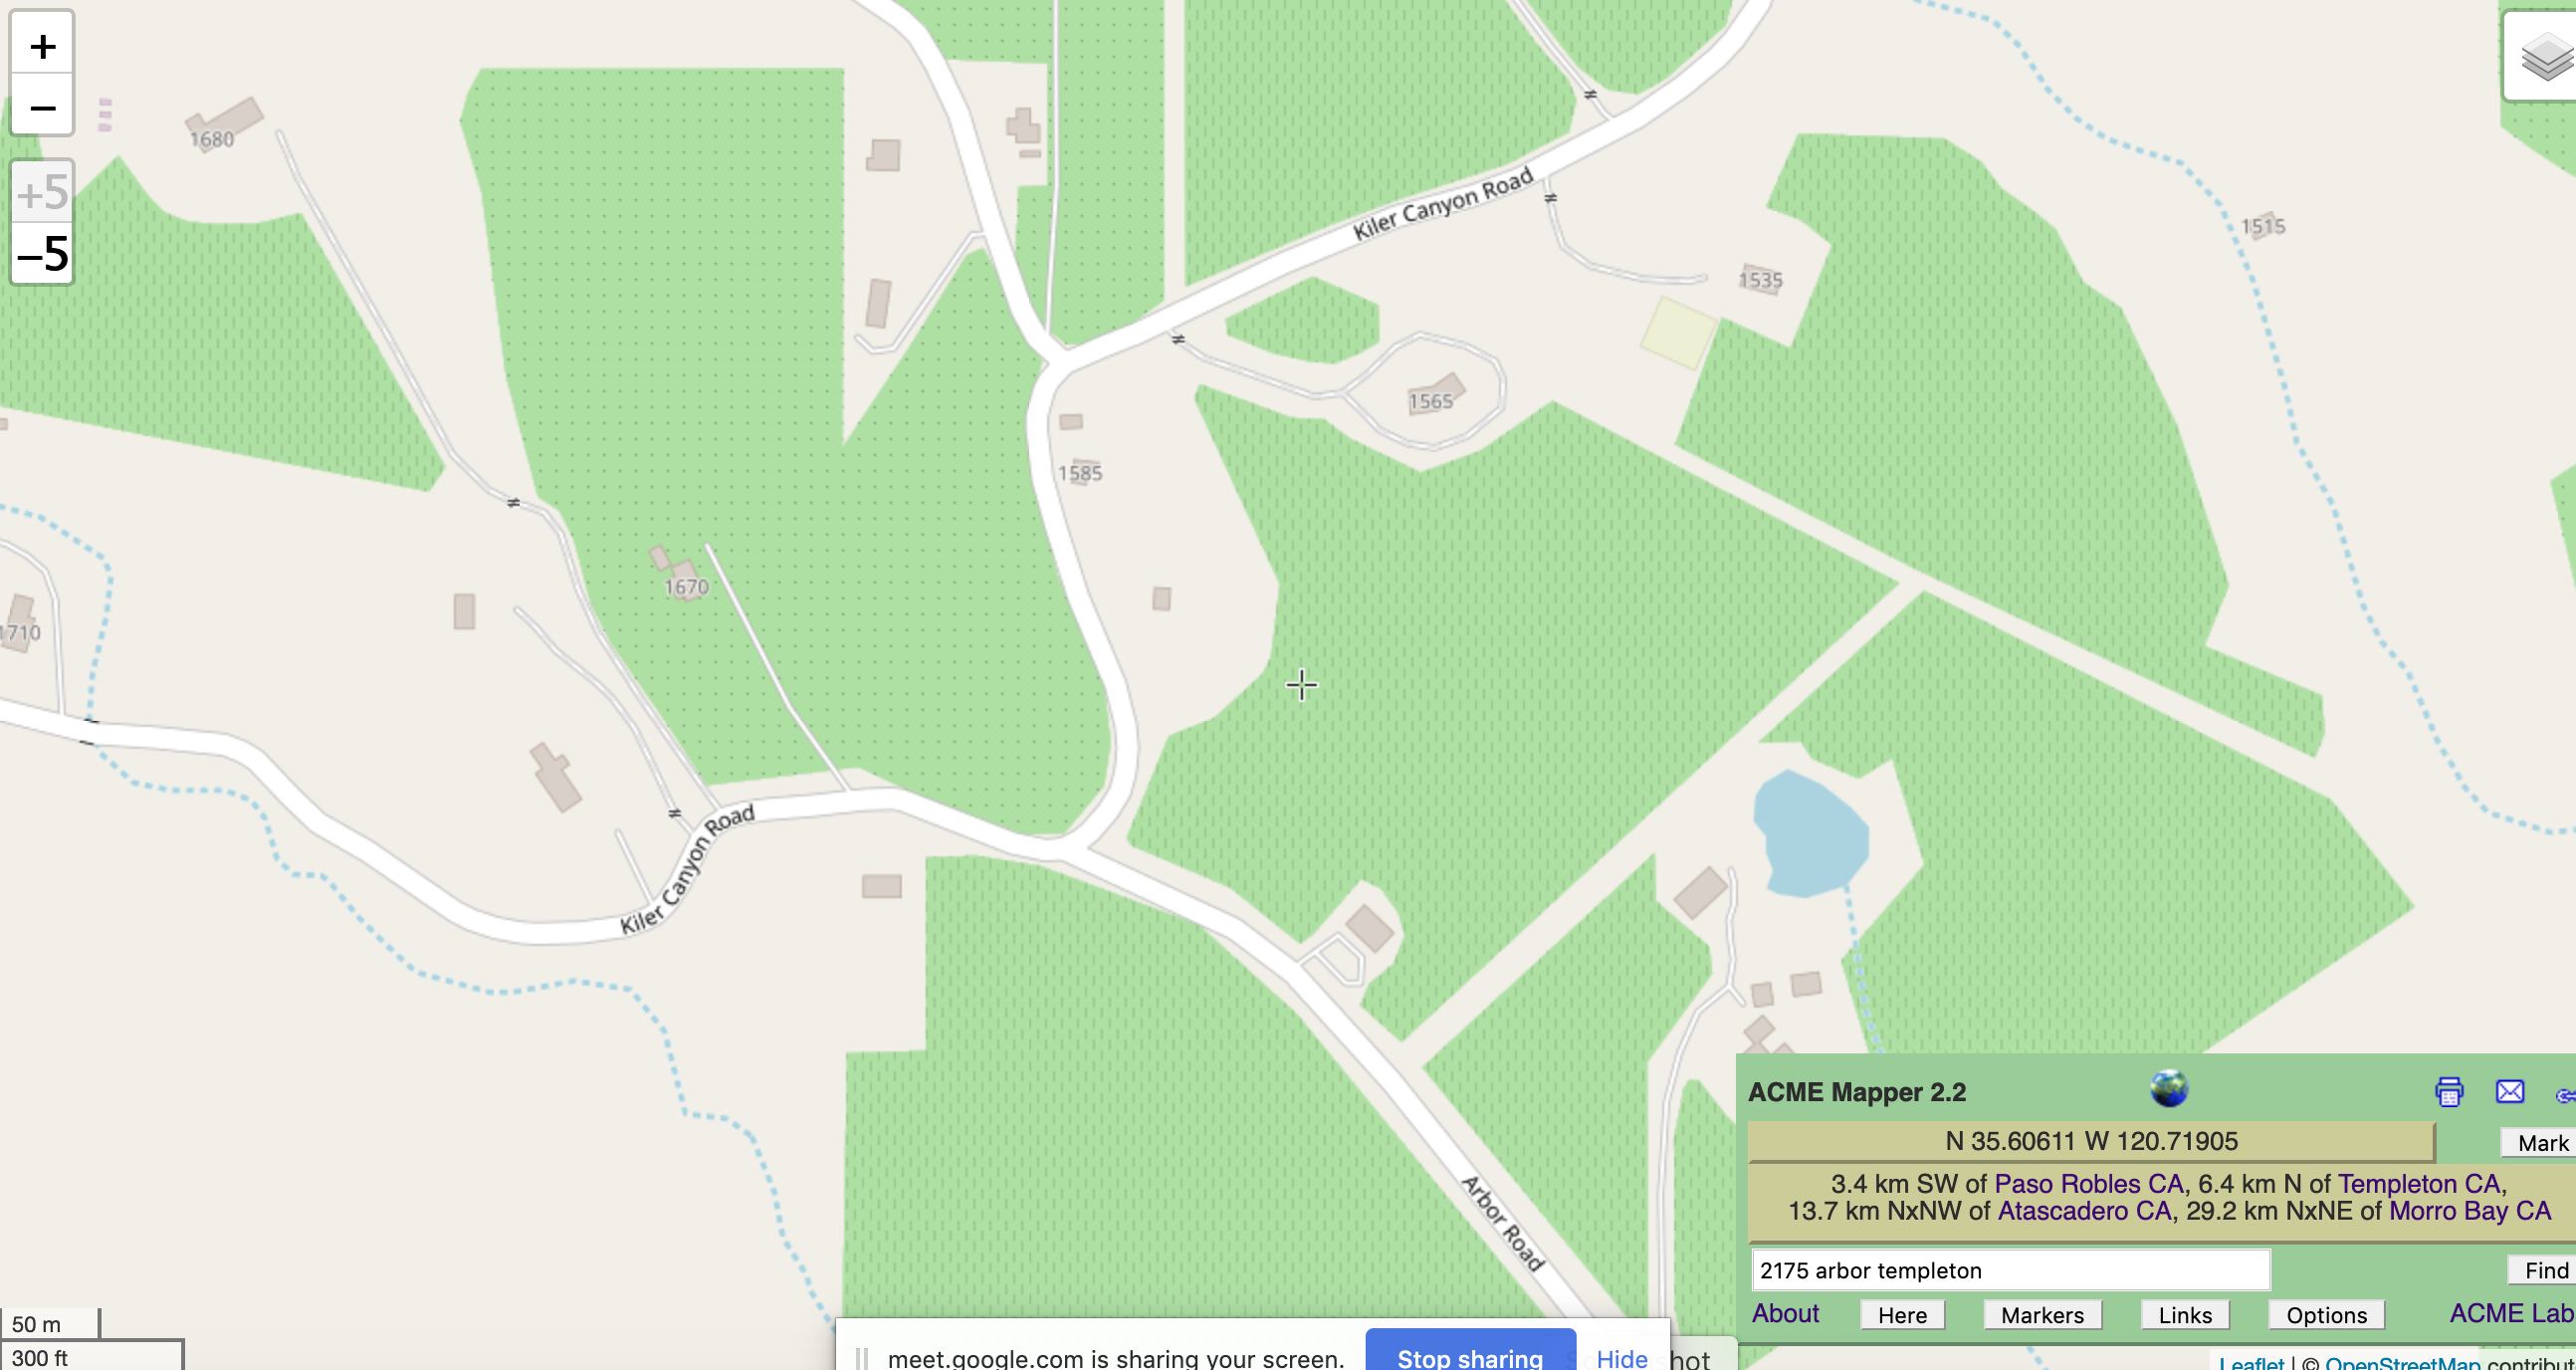 +
−
+5
−5
1680
Kiler Canyon Road
1515
1535
1565
1585
1670
1710
Kiler Canyon Road
Arbor Road
ACME Mapper 2.2
N 35.60611 W 120.71905
Mark
3.4 km SW of Paso Robles CA, 6.4 km N of Templeton CA,
13.7 km NxNW of Atascadero CA, 29.2 km NxNE of Morro Bay CA
2175 arbor templeton
Find
About Here Markers Links Options ACME Lab
50 m
300 ft
meet.google.com is sharing your screen. Stop sharing Hide
hot
Leaflet | © OpenStreetMap contribut